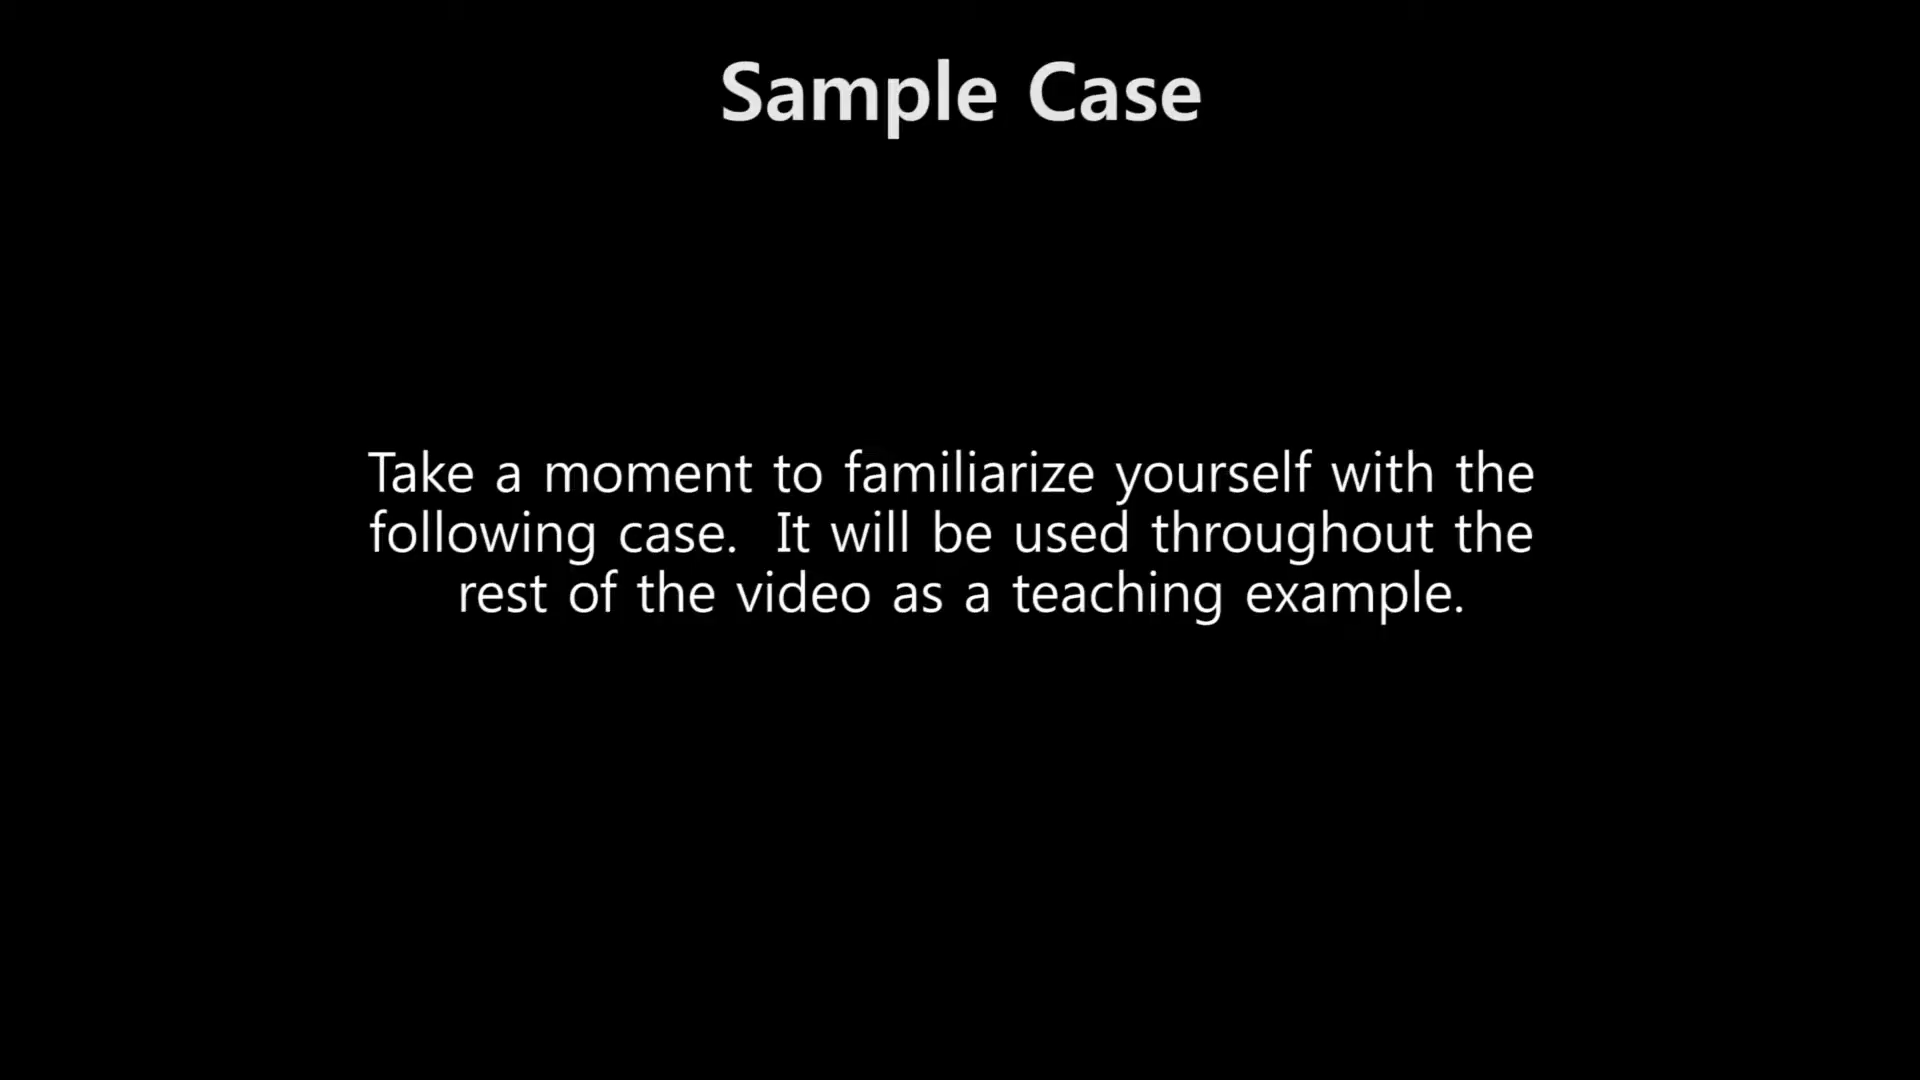 Sample Case
Take a moment to familiarize yourself with the
following case.  It will be used throughout the
rest of the video as a teaching example.